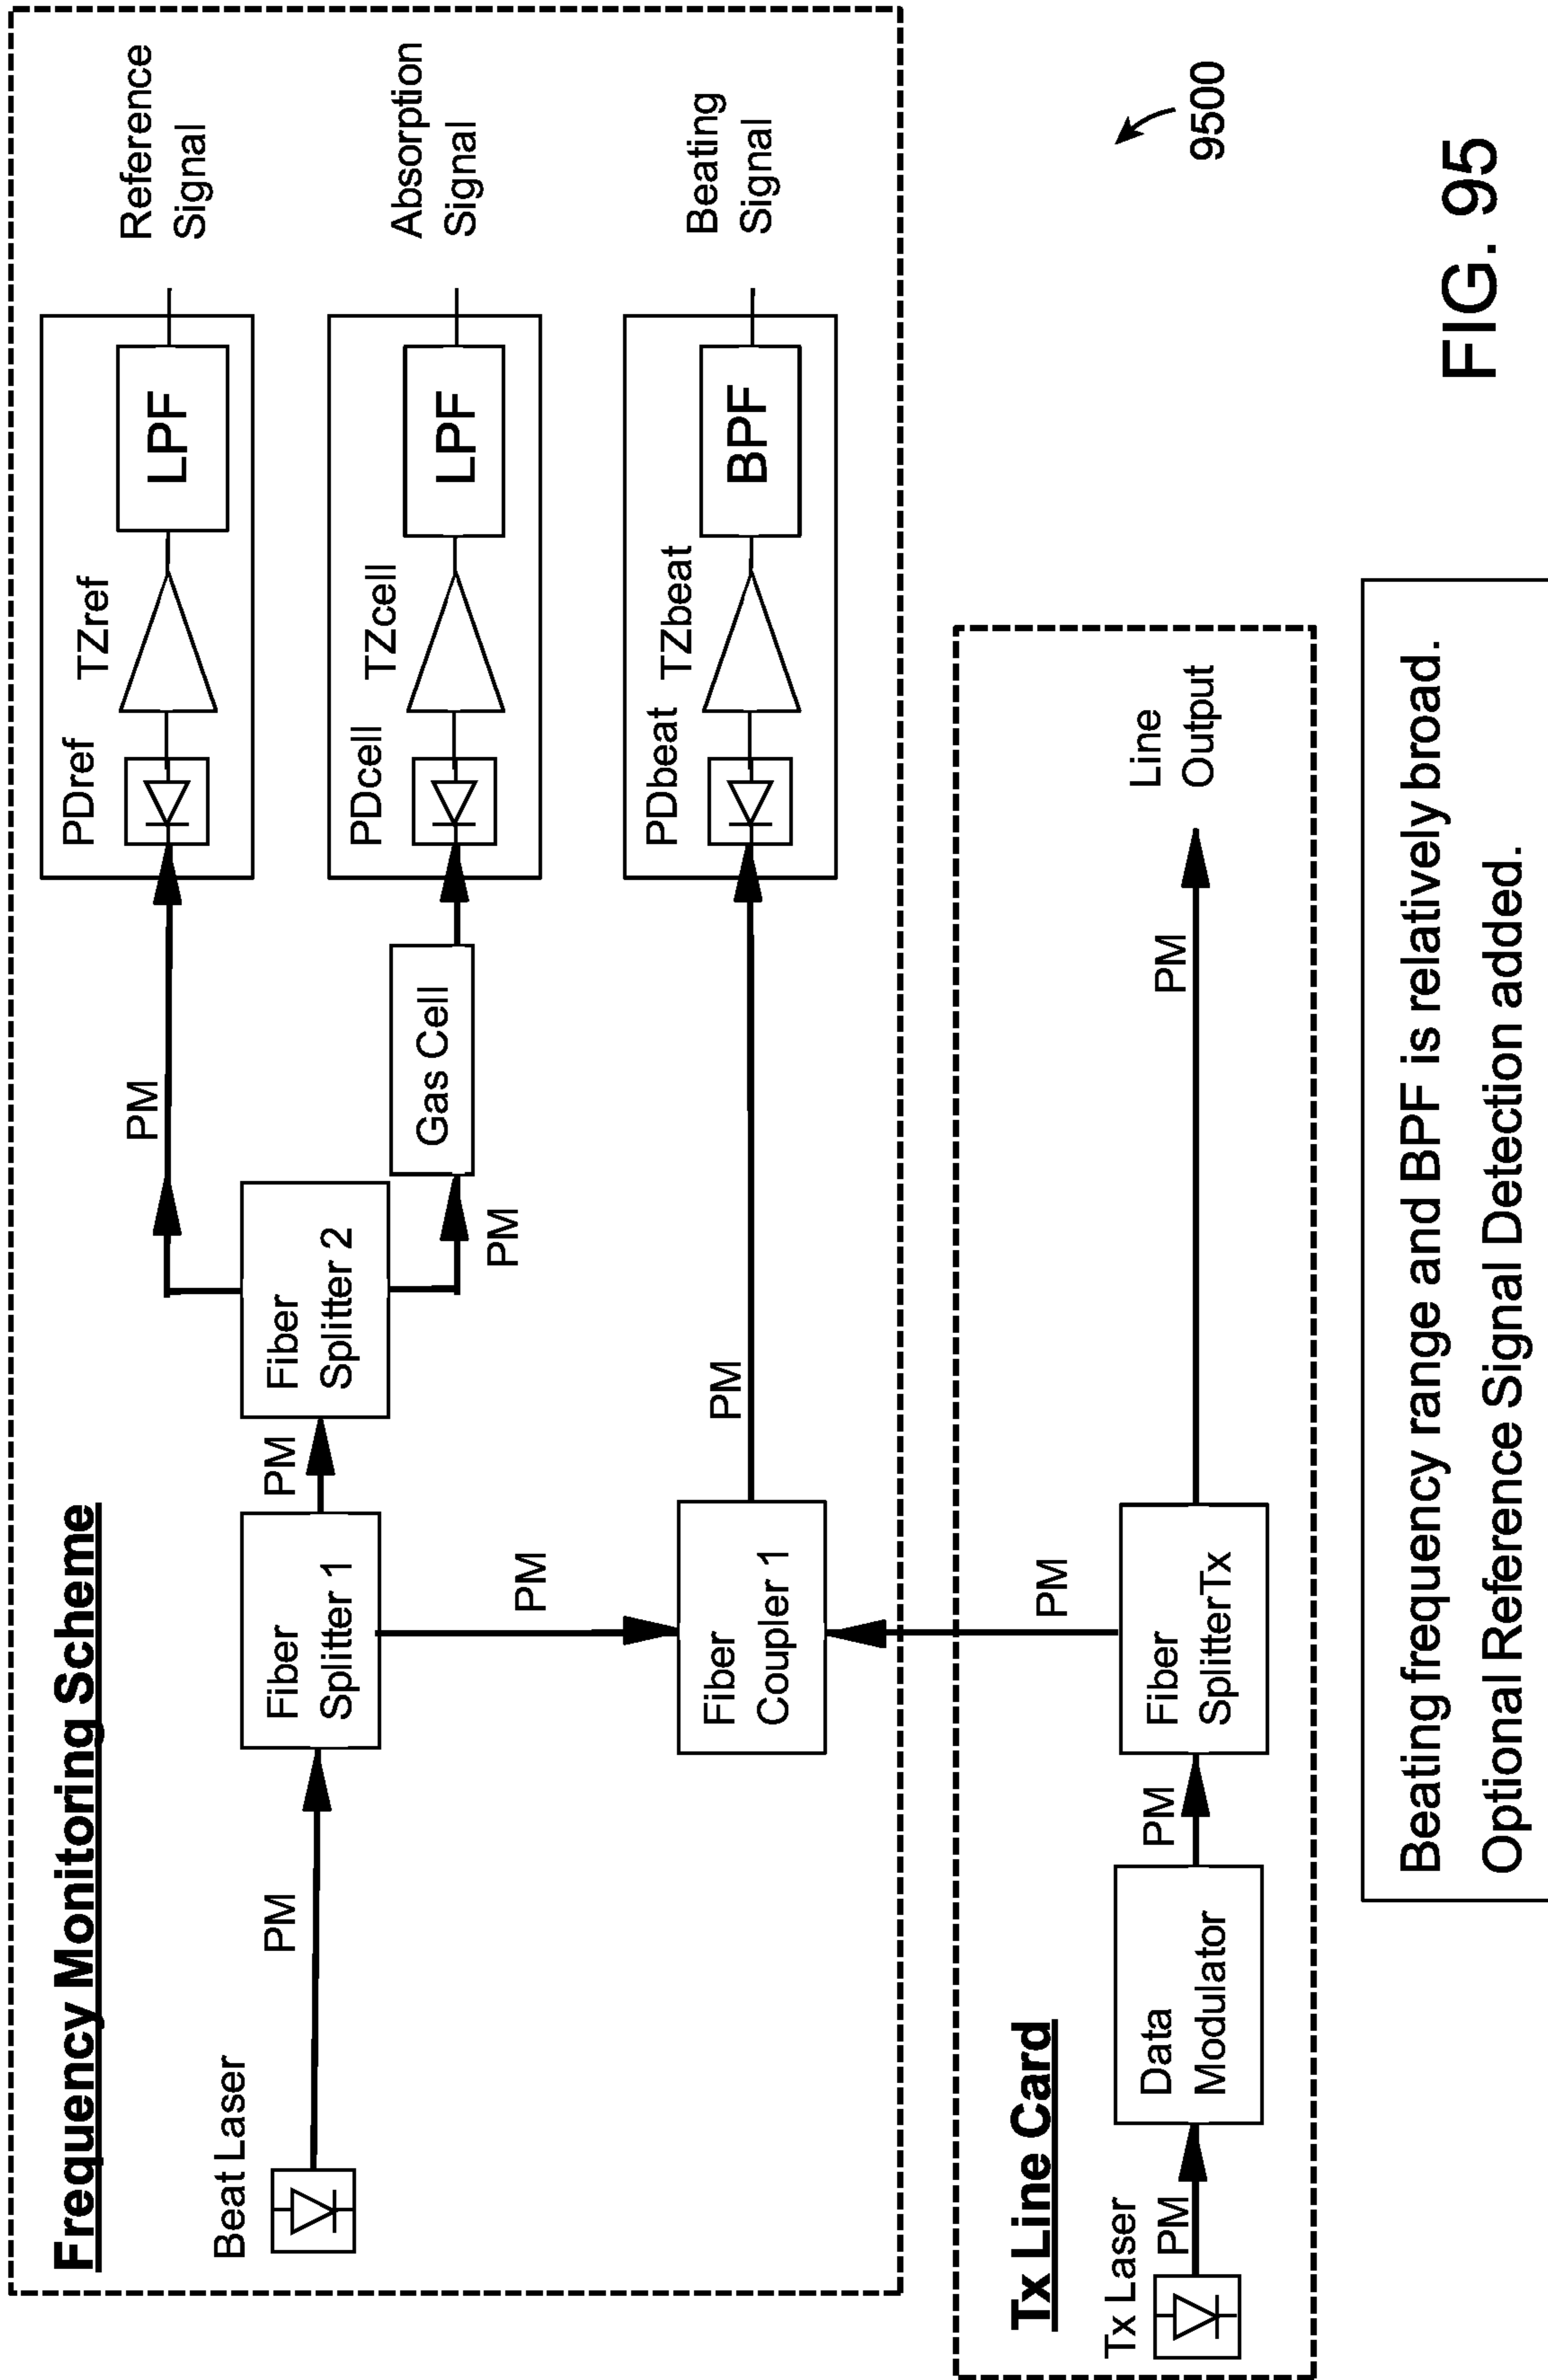 Frequency Monitoring Scheme
Beat Laser
PM
Fiber
Splitter 1
PM
PM
Fiber
Splitter 2
PM
PM
Gas Cell
PDref
TZref
LPF
Reference
Signal
PDcell
TZcell
LPF
Absorption
Signal
Fiber
Coupler 1
PM
PDbeat
TZbeat
BPF
Beating
Signal
Tx Line Card
Tx Laser
PM
Data
Modulator
PM
Fiber
SplitterTx
PM
PM
Line
Output
9500
Beating frequency range and BPF is relatively broad.
Optional Reference Signal Detection added.
FIG. 95